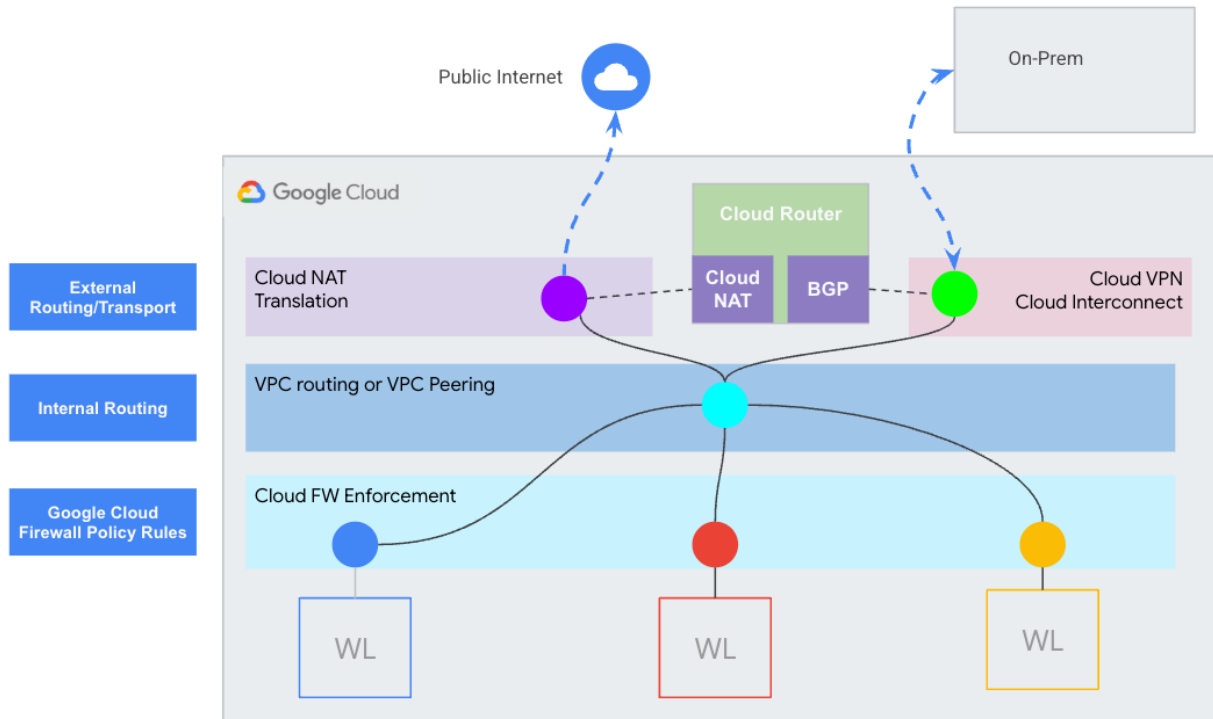 Public Internet
On-Prem
Google Cloud
Cloud Router
External
Routing/Transport
Cloud NAT
Translation
Cloud
NAT
BGP
Cloud VPN
Cloud Interconnect
Internal Routing
VPC routing or VPC Peering
Google Cloud
Firewall Policy Rules
Cloud FW Enforcement
WL
WL
WL